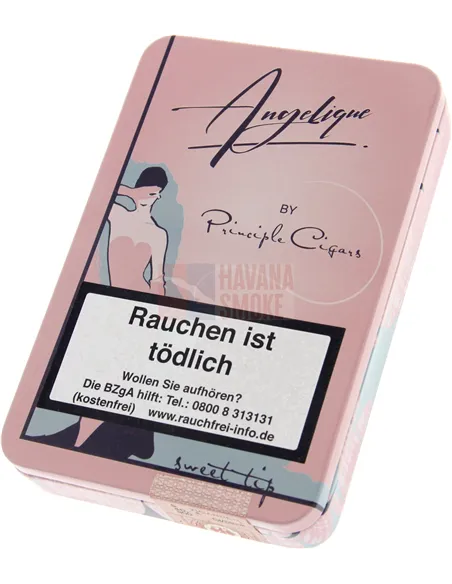 Angelique
BY
Principle Cigars
HAVANA
SMOKE
Rauchen ist
tödlich
Wollen Sie aufhören?
Die BZgA hilft: Tel.: 0800 8 313131
(kostenfrei) www.rauchfrei-info.de
sweet tip